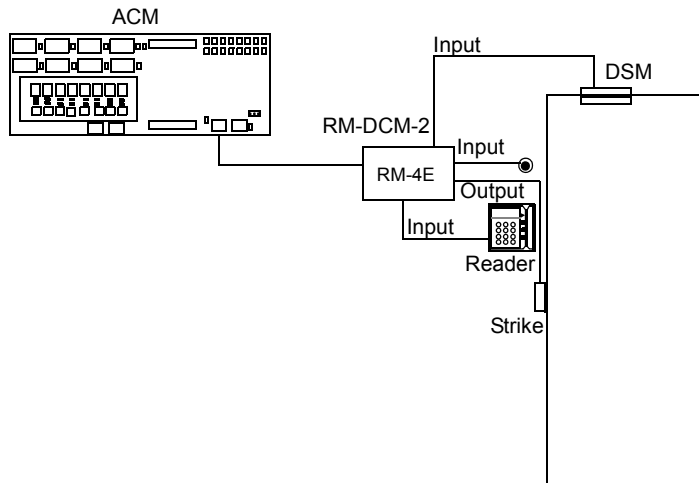 ACM
Input
DSM
RM-DCM-2
Input
RM-4E
Output
Input
Reader
Strike